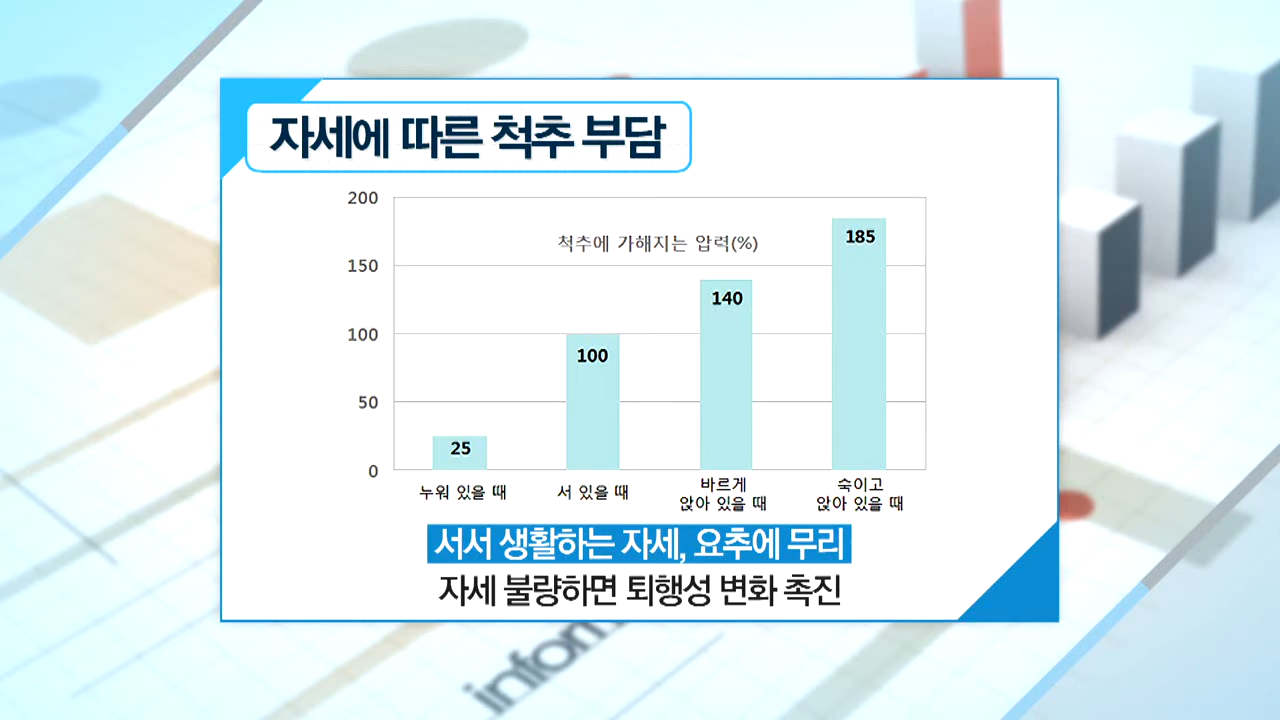 자세에 따른 척추 부담
척추에 가해지는 압력(%)
200
150
100
50
0
25
100
140
185
누워 있을 때
서 있을 때
바르게
앉아 있을 때
숙이고
앉아 있을 때
서서 생활하는 자세, 요추에 무리
자세 불량하면 퇴행성 변화 촉진